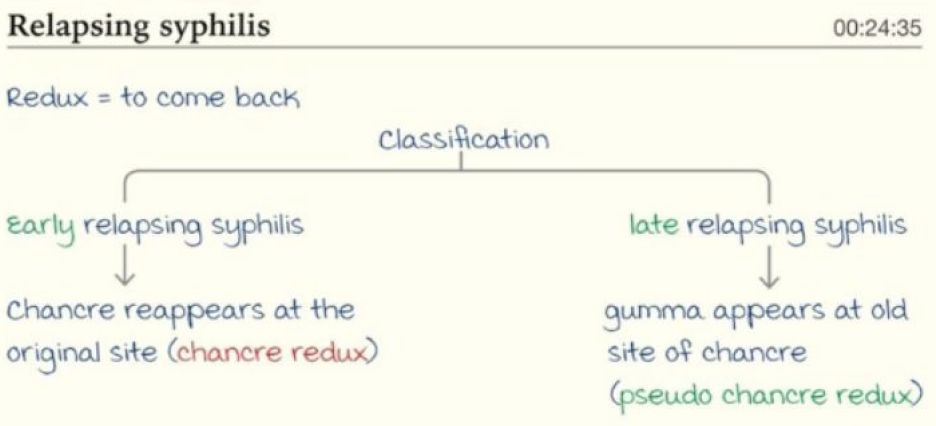 Relapsing syphilis 00:24:35
Redux = to come back
Classification
Early relapsing syphilis
late relapsing syphilis
Chancre reappears at the
original site (chancre redux)
gumma appears at old
site of chancre
(pseudo chancre redux)